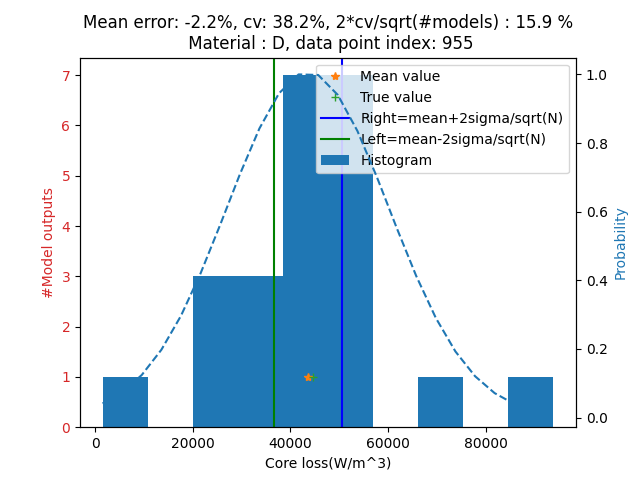 Mean error: -2.2%, cv: 38.2%, 2*cv/sqrt(#models) : 15.9 %
Material : D, data point index: 955
7
6
5
4
3
2
1
0
#Model outputs
Mean value
True value
Right=mean+2sigma/sqrt(N)
Left=mean-2sigma/sqrt(N)
Histogram
1.0
0.8
0.6
0.4
0.2
0.0
Probability
0 20000 40000 60000 80000
Core loss(W/m^3)